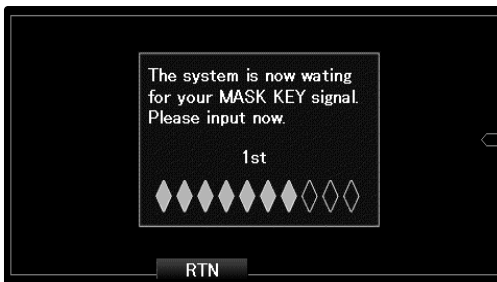 The system is now wating
for your MASK KEY signal.
Please input now.
1st
RTN